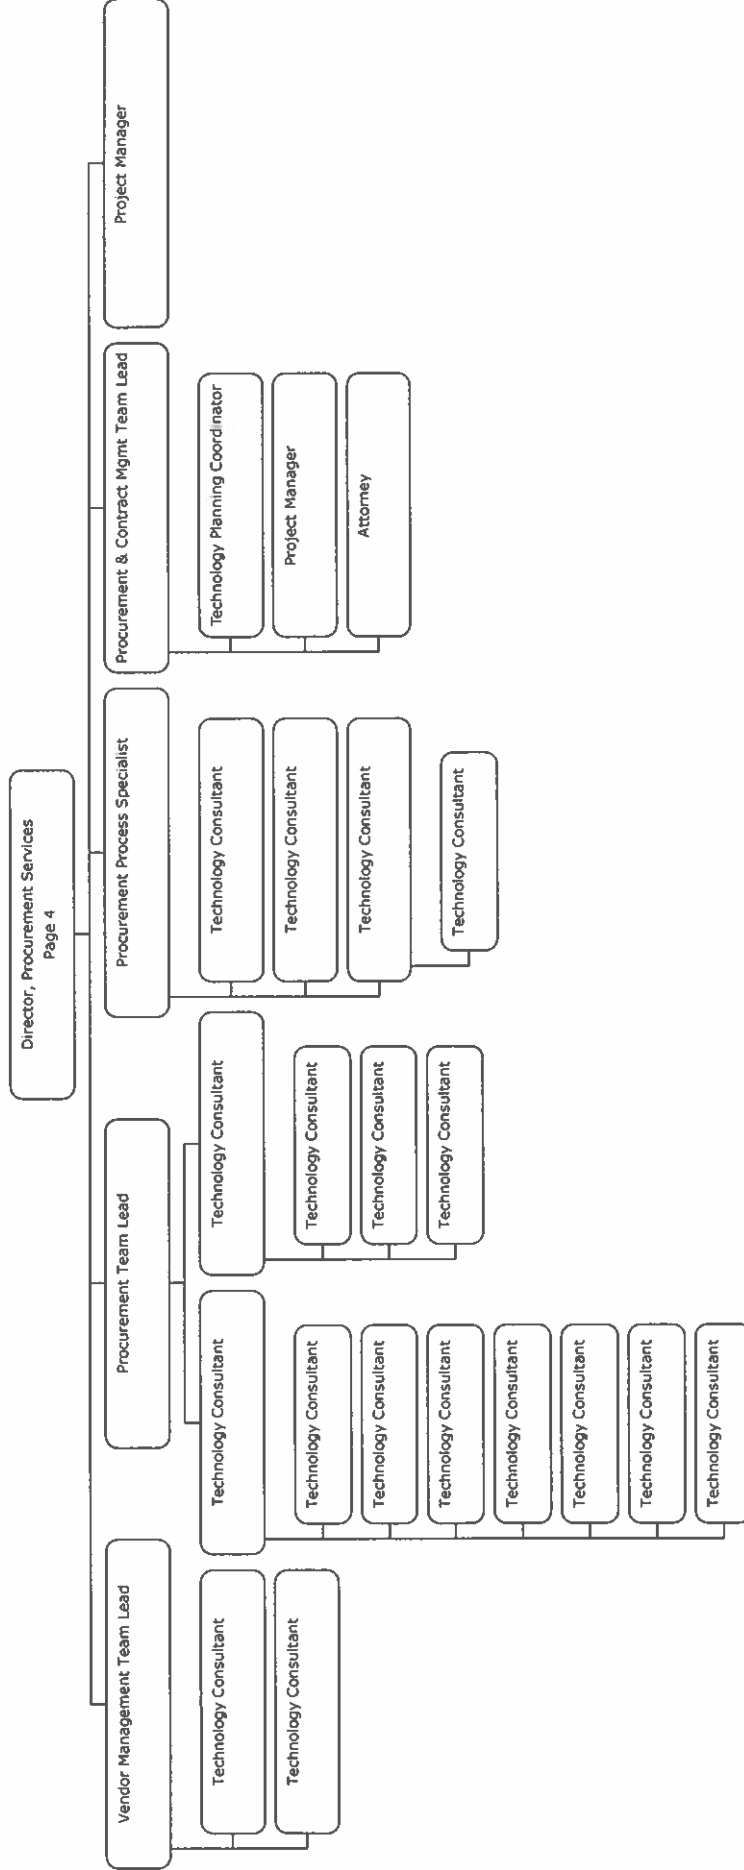 Director, Procurement Services
Page 4
Vendor Management Team Lead
Technology Consultant
Technology Consultant
Procurement Team Lead
Technology Consultant
Technology Consultant
Technology Consultant
Technology Consultant
Technology Consultant
Technology Consultant
Technology Consultant
Technology Consultant
Technology Consultant
Technology Consultant
Technology Consultant
Technology Consultant
Procurement Process Specialist
Technology Consultant
Technology Consultant
Technology Consultant
Technology Consultant
Procurement & Contract Mgmt Team Lead
Technology Planning Coordinator
Project Manager
Attorney
Project Manager